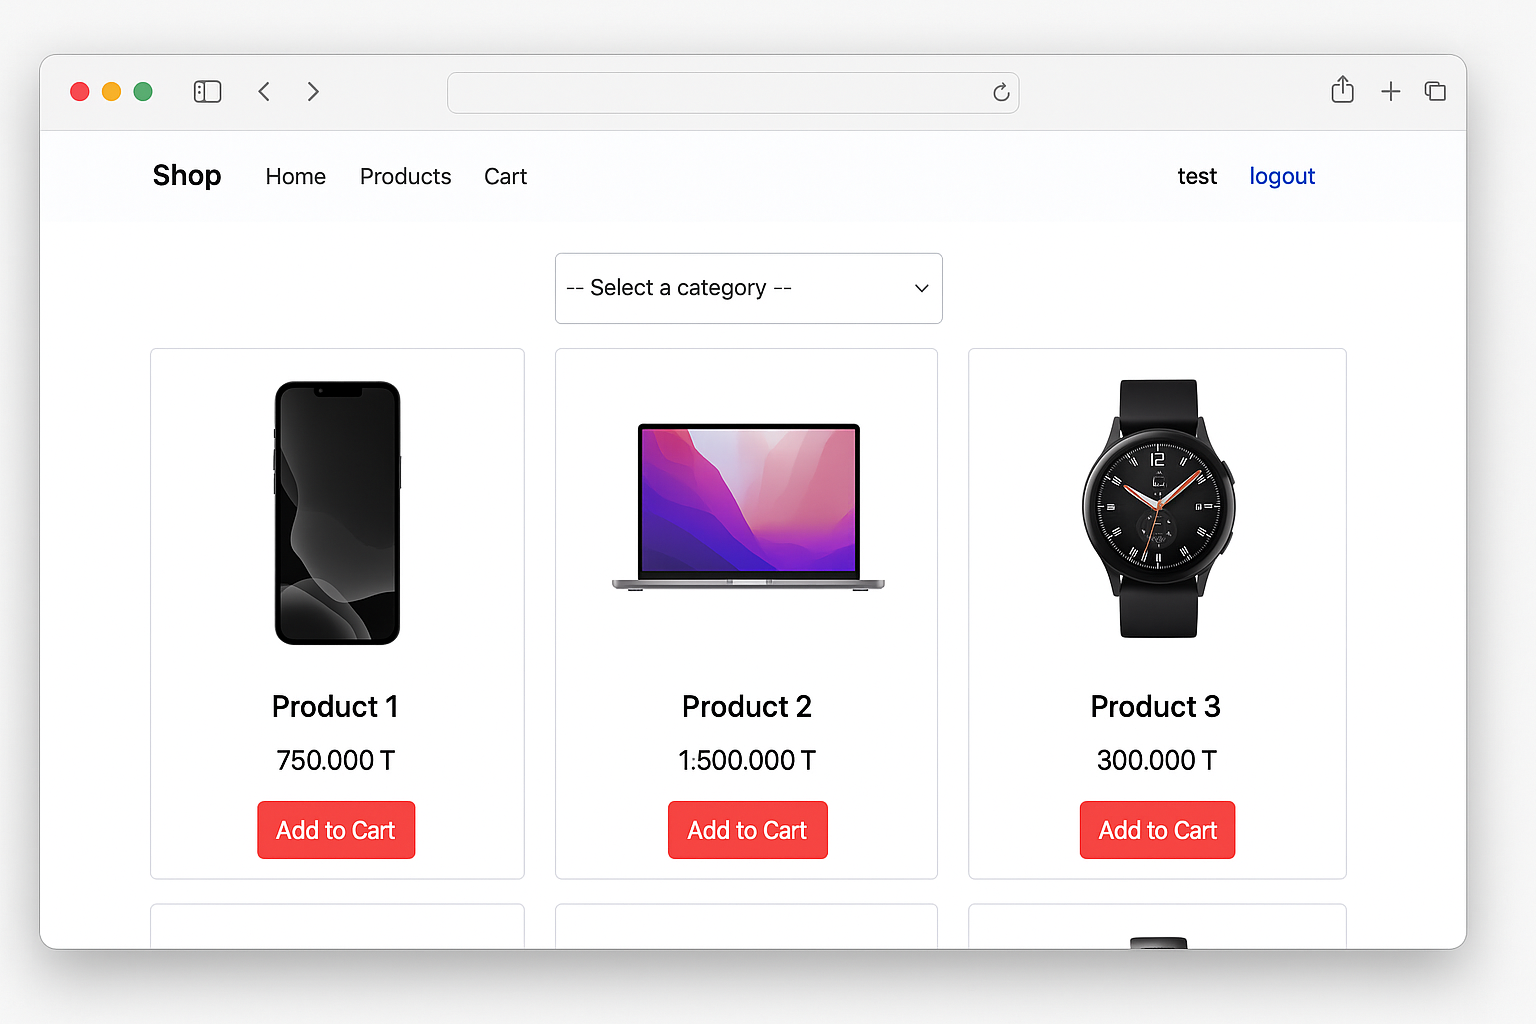 Shop Home Products Cart test logout
-- Select a category --
Product 1 Product 2 Product 3
750.000 T 1:500.000 T 300.000 T
Add to Cart Add to Cart Add to Cart